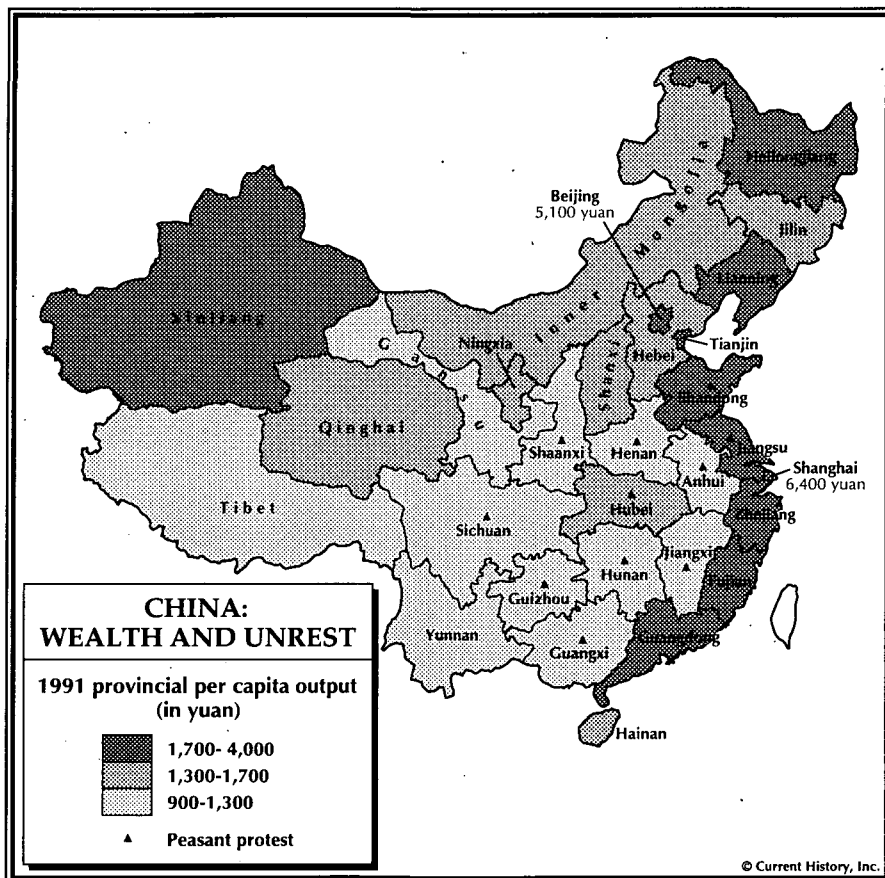 Heilongjiang
Beijing
5,100 yuan
Jilin
Inner Mongolia
Liaoning
Xinjiang
Gansu
Ningxia
Tianjin
Hebei
Shanxi
Shandong
Qinghai
Shaanxi
Henan
Jiangsu
Shanghai
6,400 yuan
Anhui
Tibet
Hubei
Zhejiang
Sichuan
Jiangxi
Hunan
Fujian
Guizhou
Yunnan
Guangxi
Guangdong
Hainan
CHINA:
WEALTH AND UNREST
1991 provincial per capita output
(in yuan)
1,700- 4,000
1,300-1,700
900-1,300
Peasant protest
© Current History, Inc.